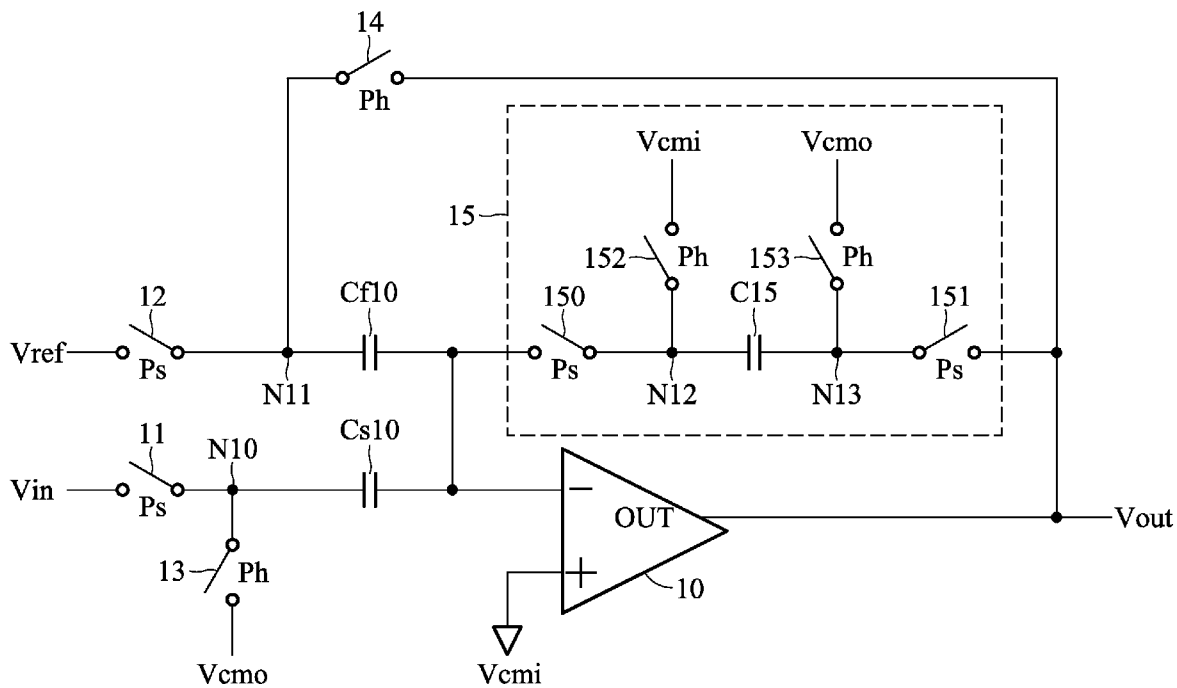 14
Ph
Vcmi
Vcmo
15
152
Ph
153
Ph
12
Cf10
150
C15
151
Vref
Ps
N11
Ps
N12
N13
Ps
11
N10
Cs10
Vin
Ps
−
OUT
Vout
13
Ph
+
10
Vcmo
Vcmi